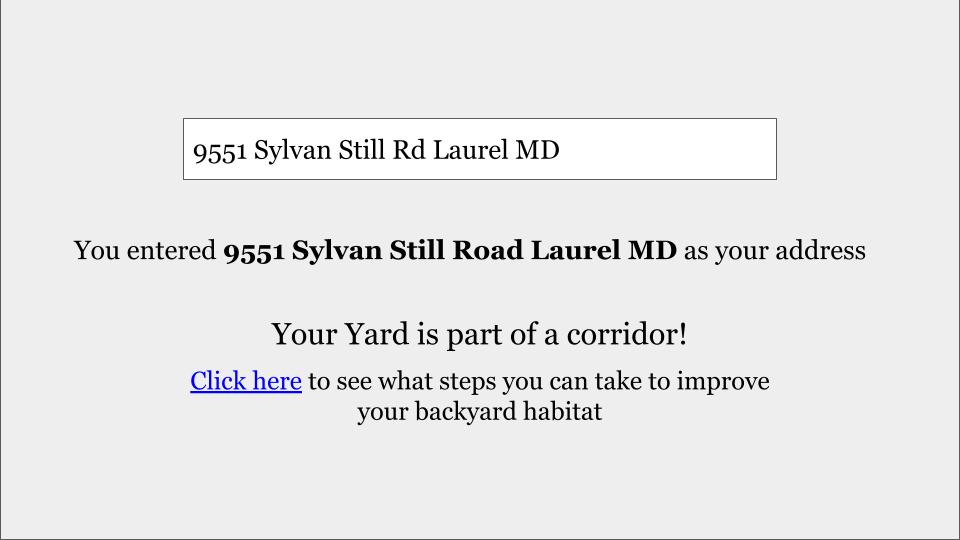 9551 Sylvan Still Rd Laurel MD
You entered 9551 Sylvan Still Road Laurel MD as your address
Your Yard is part of a corridor!
Click here to see what steps you can take to improve
your backyard habitat